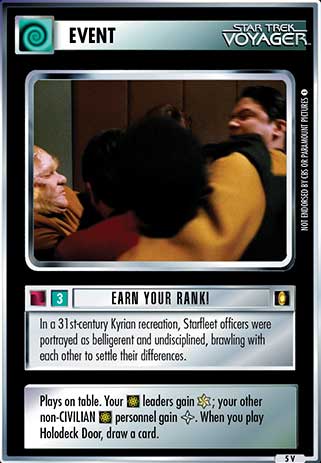 EVENT
STAR TREK
VOYAGER™
NOT ENDORSED BY CBS OR PARAMOUNT PICTURES
3 EARN YOUR RANK!
In a 31st-century Kyrian recreation, Starfleet officers were
portrayed as belligerent and undisciplined, brawling with
each other to settle their differences.
Plays on table. Your leaders gain ; your other
non-CIVILIAN personnel gain . When you play
Holodeck Door, draw a card.
5 V